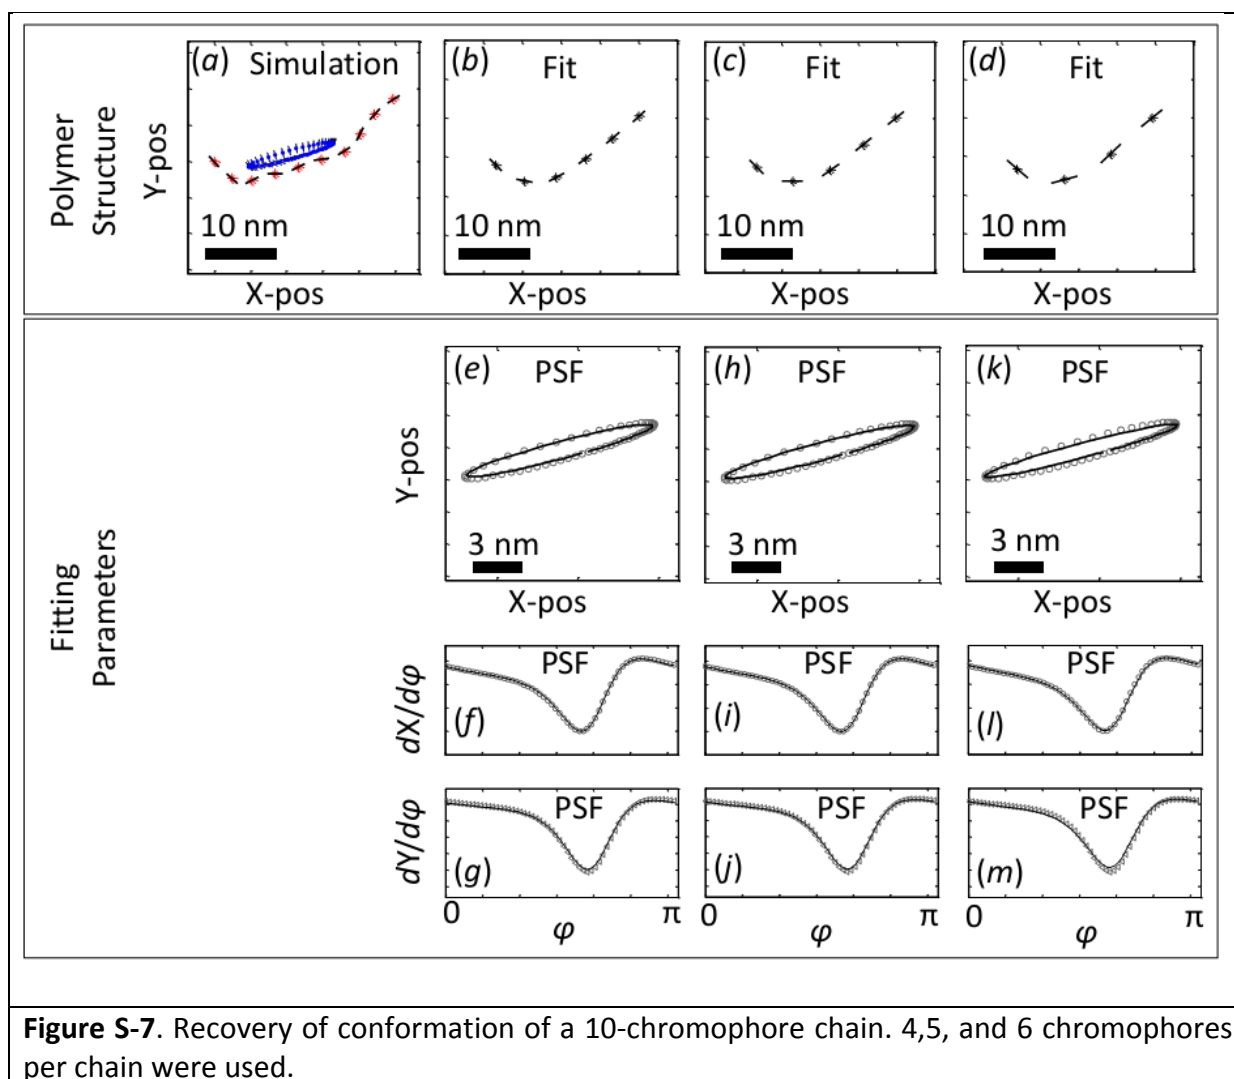 (a) Simulation
(b) Fit
(c) Fit
(d) Fit
Polymer
Structure
Y-pos
10 nm
10 nm
10 nm
10 nm
X-pos
X-pos
X-pos
X-pos
(e) PSF
(h) PSF
(k) PSF
Fitting
Parameters
Y-pos
3 nm
3 nm
3 nm
X-pos
X-pos
X-pos
dX/dφ
PSF
(f)
PSF
(i)
PSF
(l)
dY/dφ
PSF
(g)
PSF
(j)
PSF
(m)
0 φ π
0 φ π
0 φ π
Figure S-7. Recovery of conformation of a 10-chromophore chain. 4,5, and 6 chromophores
per chain were used.